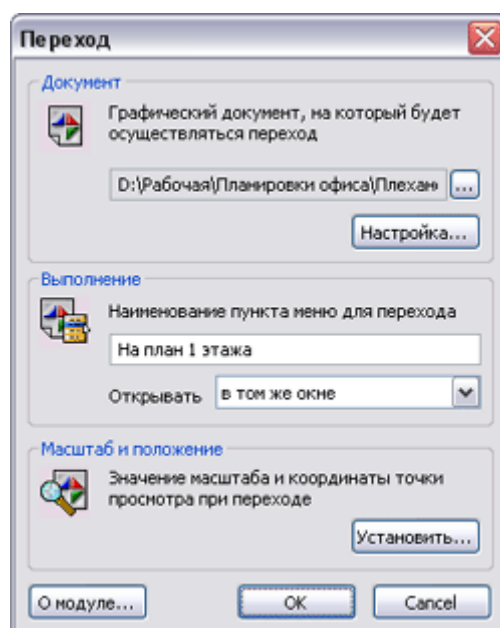 Переход
Документ
Графический документ, на который будет
осуществляться переход
D:\Рабочая\Планировки офиса\Плехан
...
Настройка...
Выполнение
Наименование пункта меню для перехода
На план 1 этажа
Открывать в том же окне
Масштаб и положение
Значение масштаба и координаты точки
просмотра при переходе
Установить...
О модуле... OK Cancel